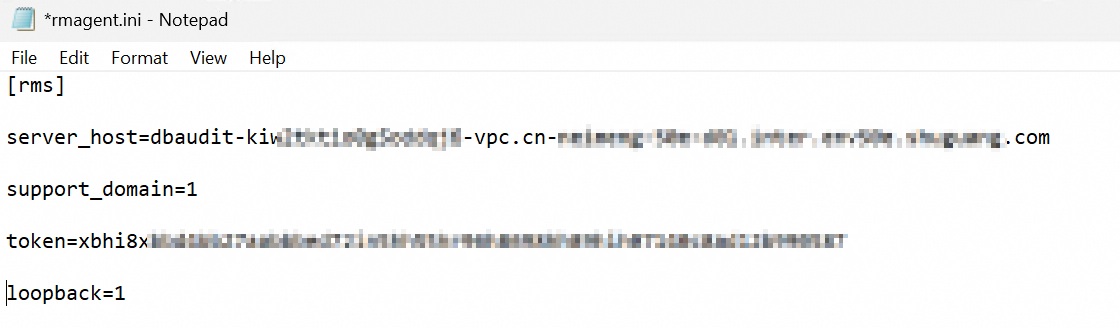 *rmagent.ini - Notepad
File Edit Format View Help
[rms]
server_host=dbaudit-kiw -vpc.cn- .com
support_domain=1
token=xbhi8x
loopback=1